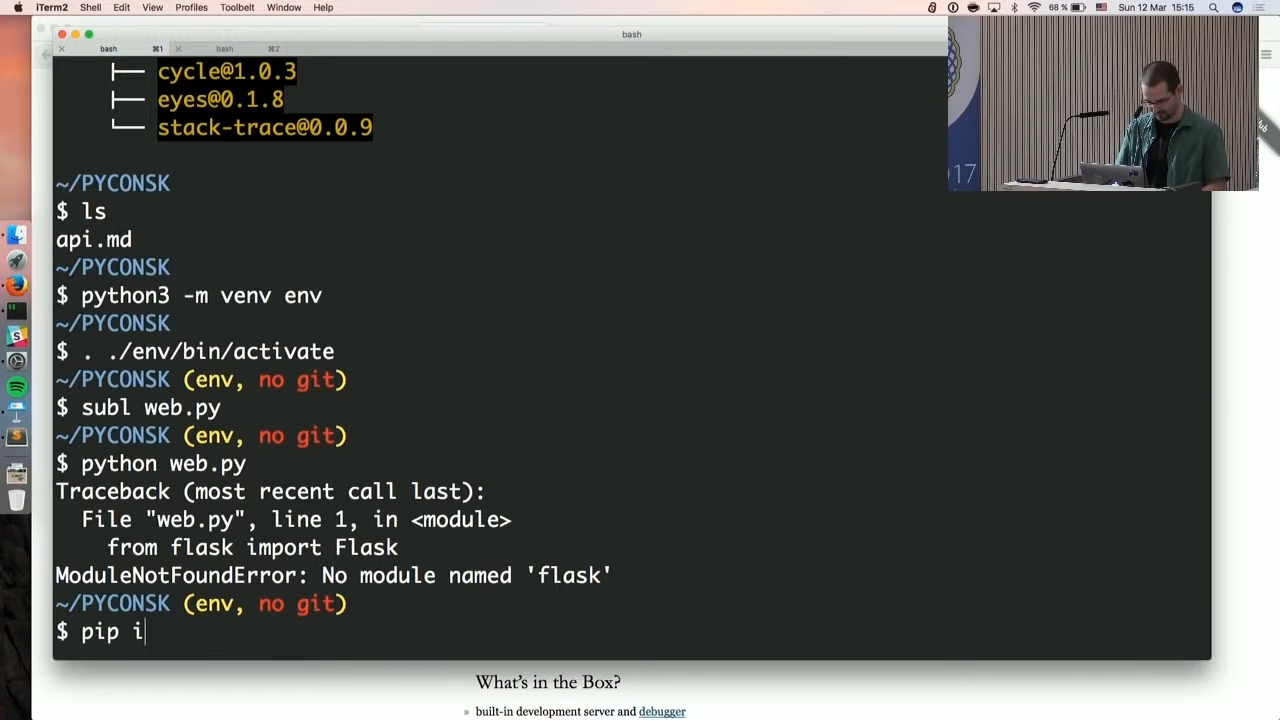 iTerm2 Shell Edit View Profiles Toolbelt Window Help
68 % Sun 12 Mar 15:15
bash
bash ⌘1 bash ⌘2
├── cycle@1.0.3
├── eyes@0.1.8
└── stack-trace@0.0.9
~/PYCONSK
$ ls
api.md
~/PYCONSK
$ python3 -m venv env
~/PYCONSK
$ . ./env/bin/activate
~/PYCONSK (env, no git)
$ subl web.py
~/PYCONSK (env, no git)
$ python web.py
Traceback (most recent call last):
File "web.py", line 1, in <module>
from flask import Flask
ModuleNotFoundError: No module named 'flask'
~/PYCONSK (env, no git)
$ pip i
17
What's in the Box?
» built-in development server and debugger